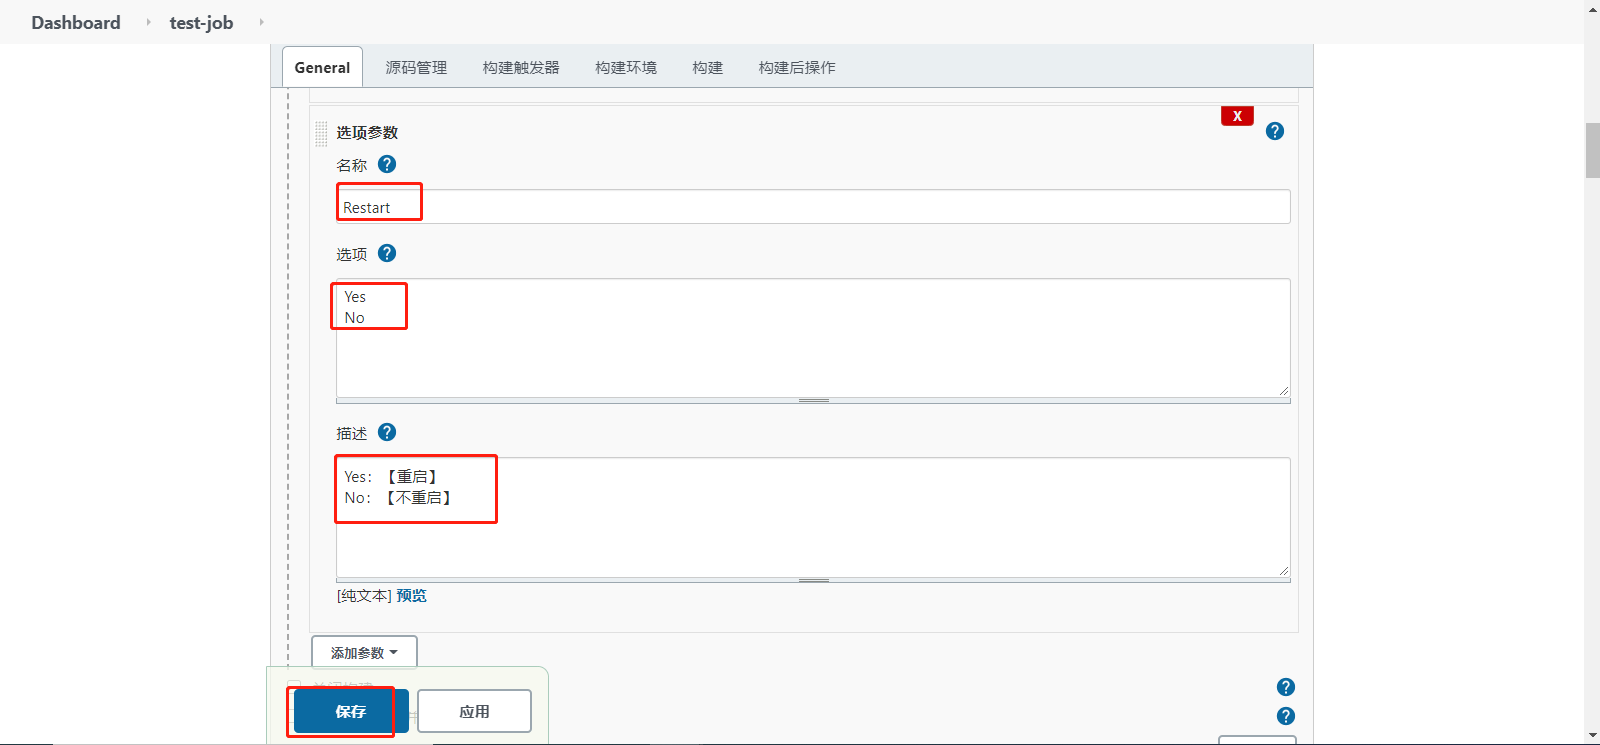 Dashboard test-job
General 源码管理 构建触发器 构建环境 构建 构建后操作
X
选项参数 ?
名称 ?
Restart
选项 ?
Yes
No
描述 ?
Yes: 【重启】
No: 【不重启】
[纯文本] 预览
添加参数
?
保存 应用
?